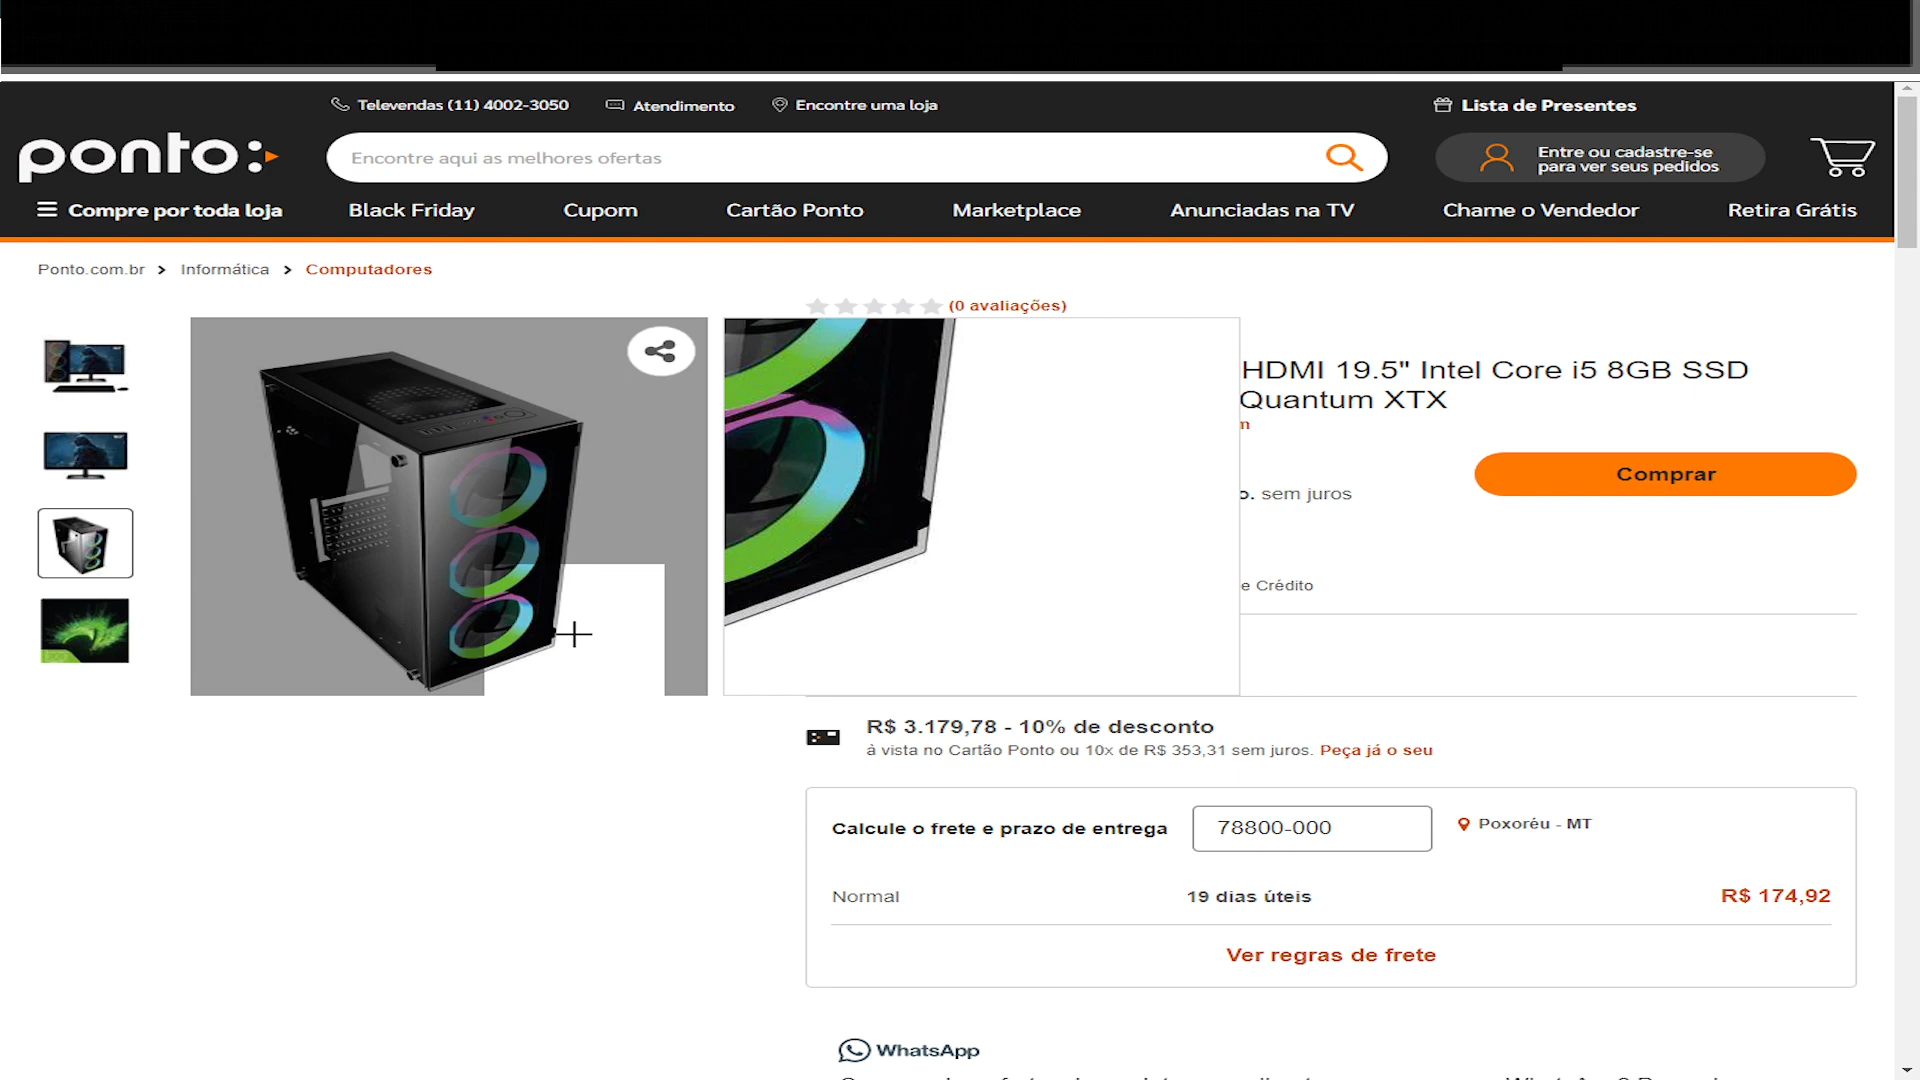 Televendas (11) 4002-3050
Atendimento
Encontre uma loja
Lista de Presentes
ponto:
Encontre aqui as melhores ofertas
Entre ou cadastre-se
para ver seus pedidos
Compre por toda loja
Black Friday
Cupom
Cartão Ponto
Marketplace
Anunciadas na TV
Chame o Vendedor
Retira Grátis
Ponto.com.br > Informática > Computadores
(0 avaliações)
HDMI 19.5" Intel Core i5 8GB SSD
Quantum XTX
Comprar
o. sem juros
e Crédito
R$ 3.179,78 - 10% de desconto
à vista no Cartão Ponto ou 10x de R$ 353,31 sem juros. Peça já o seu
Calcule o frete e prazo de entrega
78800-000
Poxoréu - MT
Normal
19 dias úteis
R$ 174,92
Ver regras de frete
WhatsApp